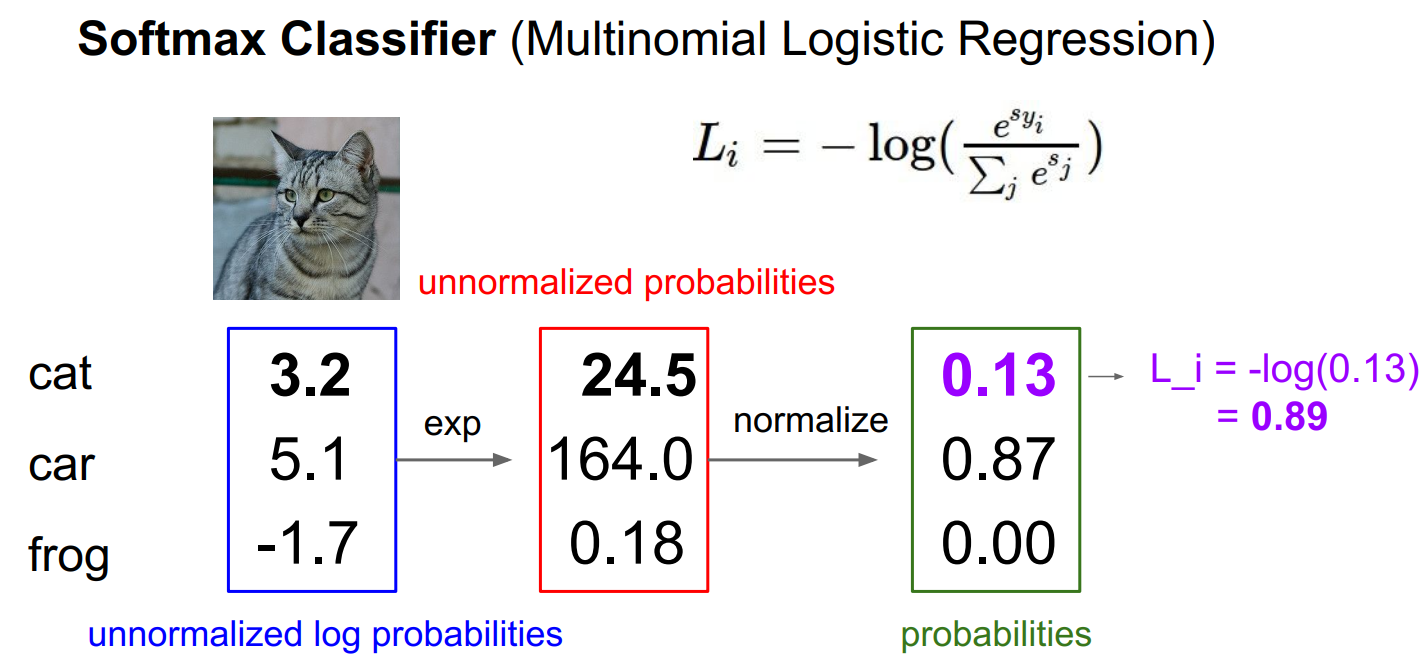 Softmax Classifier (Multinomial Logistic Regression)
L_i = − log( e^{s_{y_i}} / ∑_j e^{s_j} )
unnormalized probabilities
cat 3.2 24.5 0.13 L_i = -log(0.13)
= 0.89
exp normalize
car 5.1 164.0 0.87
frog -1.7 0.18 0.00
unnormalized log probabilities probabilities